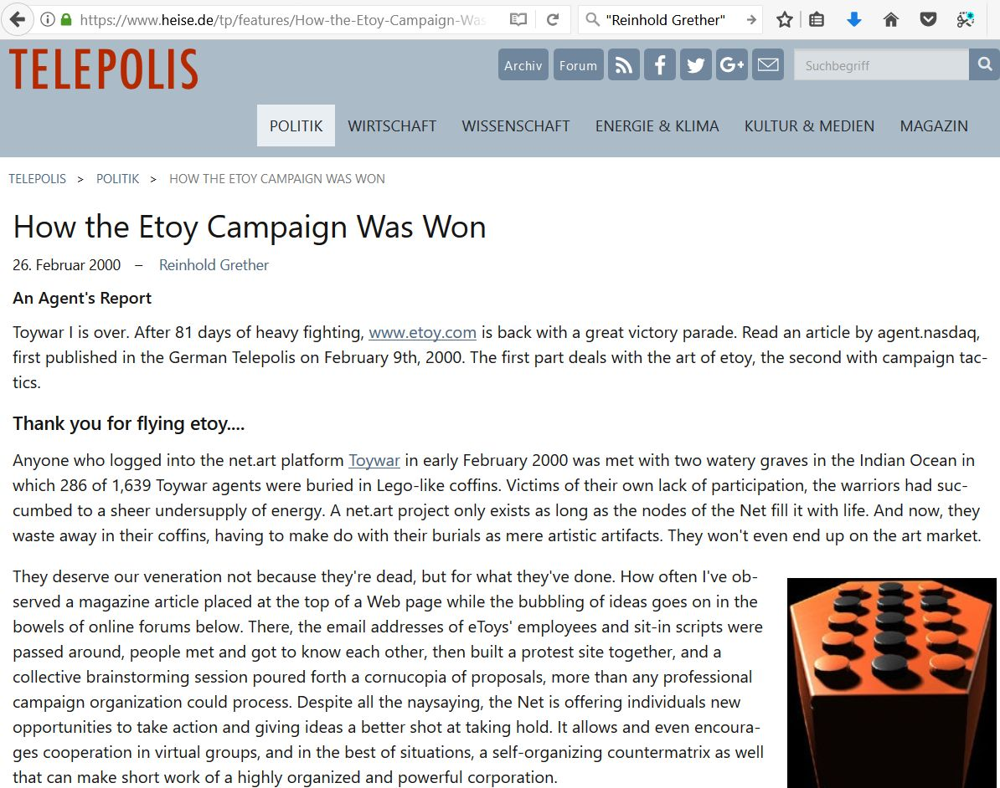 https://www.heise.de/tp/features/How-the-Etoy-Campaign-Was
"Reinhold Grether"
TELEPOLIS
Archiv Forum G+ Suchbegriff
POLITIK WIRTSCHAFT WISSENSCHAFT ENERGIE & KLIMA KULTUR & MEDIEN MAGAZIN
TELEPOLIS > POLITIK > HOW THE ETOY CAMPAIGN WAS WON
How the Etoy Campaign Was Won
26. Februar 2000 – Reinhold Grether
An Agent's Report
Toywar I is over. After 81 days of heavy fighting, www.etoy.com is back with a great victory parade. Read an article by agent.nasdaq,
first published in the German Telepolis on February 9th, 2000. The first part deals with the art of etoy, the second with campaign tac-
tics.
Thank you for flying etoy....
Anyone who logged into the net.art platform Toywar in early February 2000 was met with two watery graves in the Indian Ocean in
which 286 of 1,639 Toywar agents were buried in Lego-like coffins. Victims of their own lack of participation, the warriors had suc-
cumbed to a sheer undersupply of energy. A net.art project only exists as long as the nodes of the Net fill it with life. And now, they
waste away in their coffins, having to make do with their burials as mere artistic artifacts. They won't even end up on the art market.
They deserve our veneration not because they're dead, but for what they've done. How often I've ob-
served a magazine article placed at the top of a Web page while the bubbling of ideas goes on in the
bowels of online forums below. There, the email addresses of eToys' employees and sit-in scripts were
passed around, people met and got to know each other, then built a protest site together, and a
collective brainstorming session poured forth a cornucopia of proposals, more than any professional
campaign organization could process. Despite all the naysaying, the Net is offering individuals new
opportunities to take action and giving ideas a better shot at taking hold. It allows and even encoura-
ges cooperation in virtual groups, and in the best of situations, a self-organizing countermatrix as well
that can make short work of a highly organized and powerful corporation.